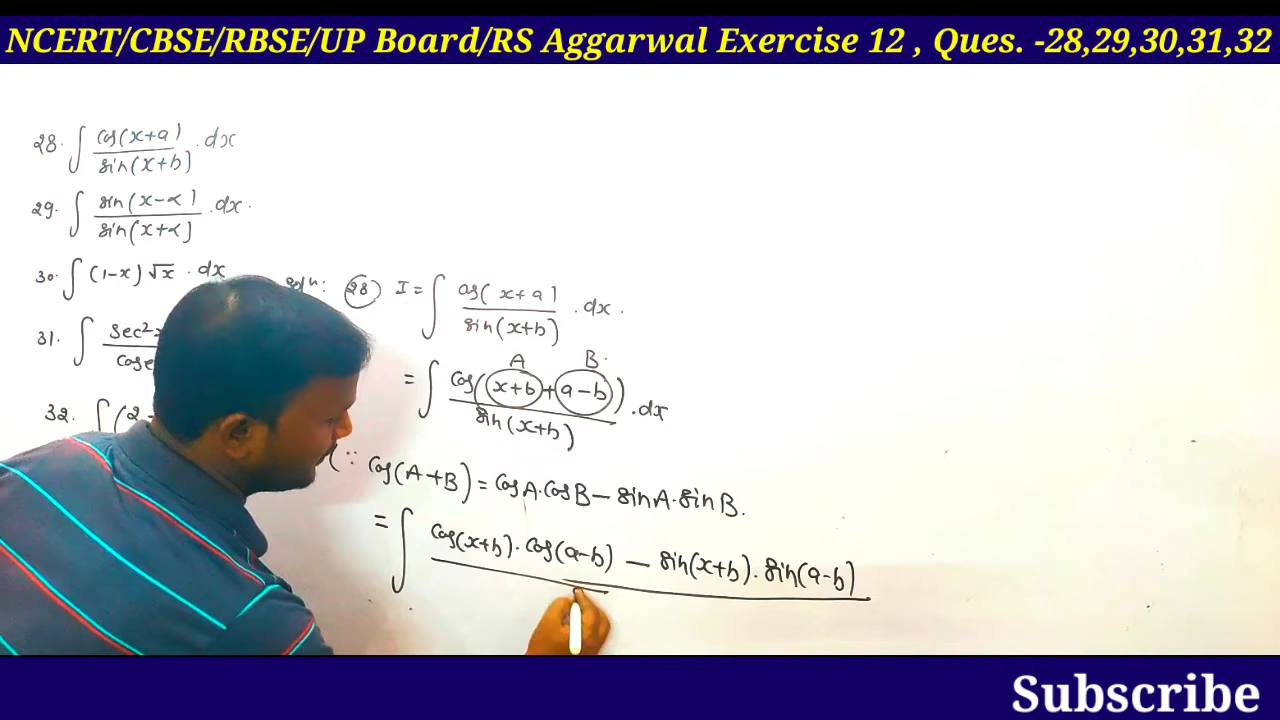 NCERT/CBSE/RBSE/UP Board/RS Aggarwal Exercise 12 , Ques. -28,29,30,31,32
28. ∫ cos(x+a) / sin(x+b) . dx
29. ∫ sin(x-α) / sin(x+α) . dx.
30. ∫ (1-x) √x . dx
31. ∫ sec²
32. ∫ (2
soln: 28) I = ∫ cos(x+a) / sin(x+b) . dx .
A B.
= ∫ cos((x+b)+(a-b)) / sin(x+b) . dx
(∵ cos(A+B) = cosA.cosB - sinA.sinB.
= ∫ cos(x+b).cos(a-b) - sin(x+b).sin(a-b)
Subscribe